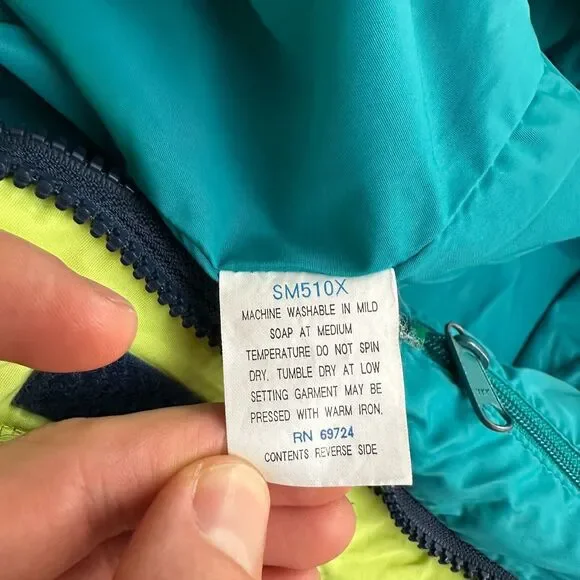 SM510X
MACHINE WASHABLE IN MILD
SOAP AT MEDIUM
TEMPERATURE DO NOT SPIN
DRY. TUMBLE DRY AT LOW
SETTING GARMENT MAY BE
PRESSED WITH WARM IRON.
RN 69724
CONTENTS REVERSE SIDE